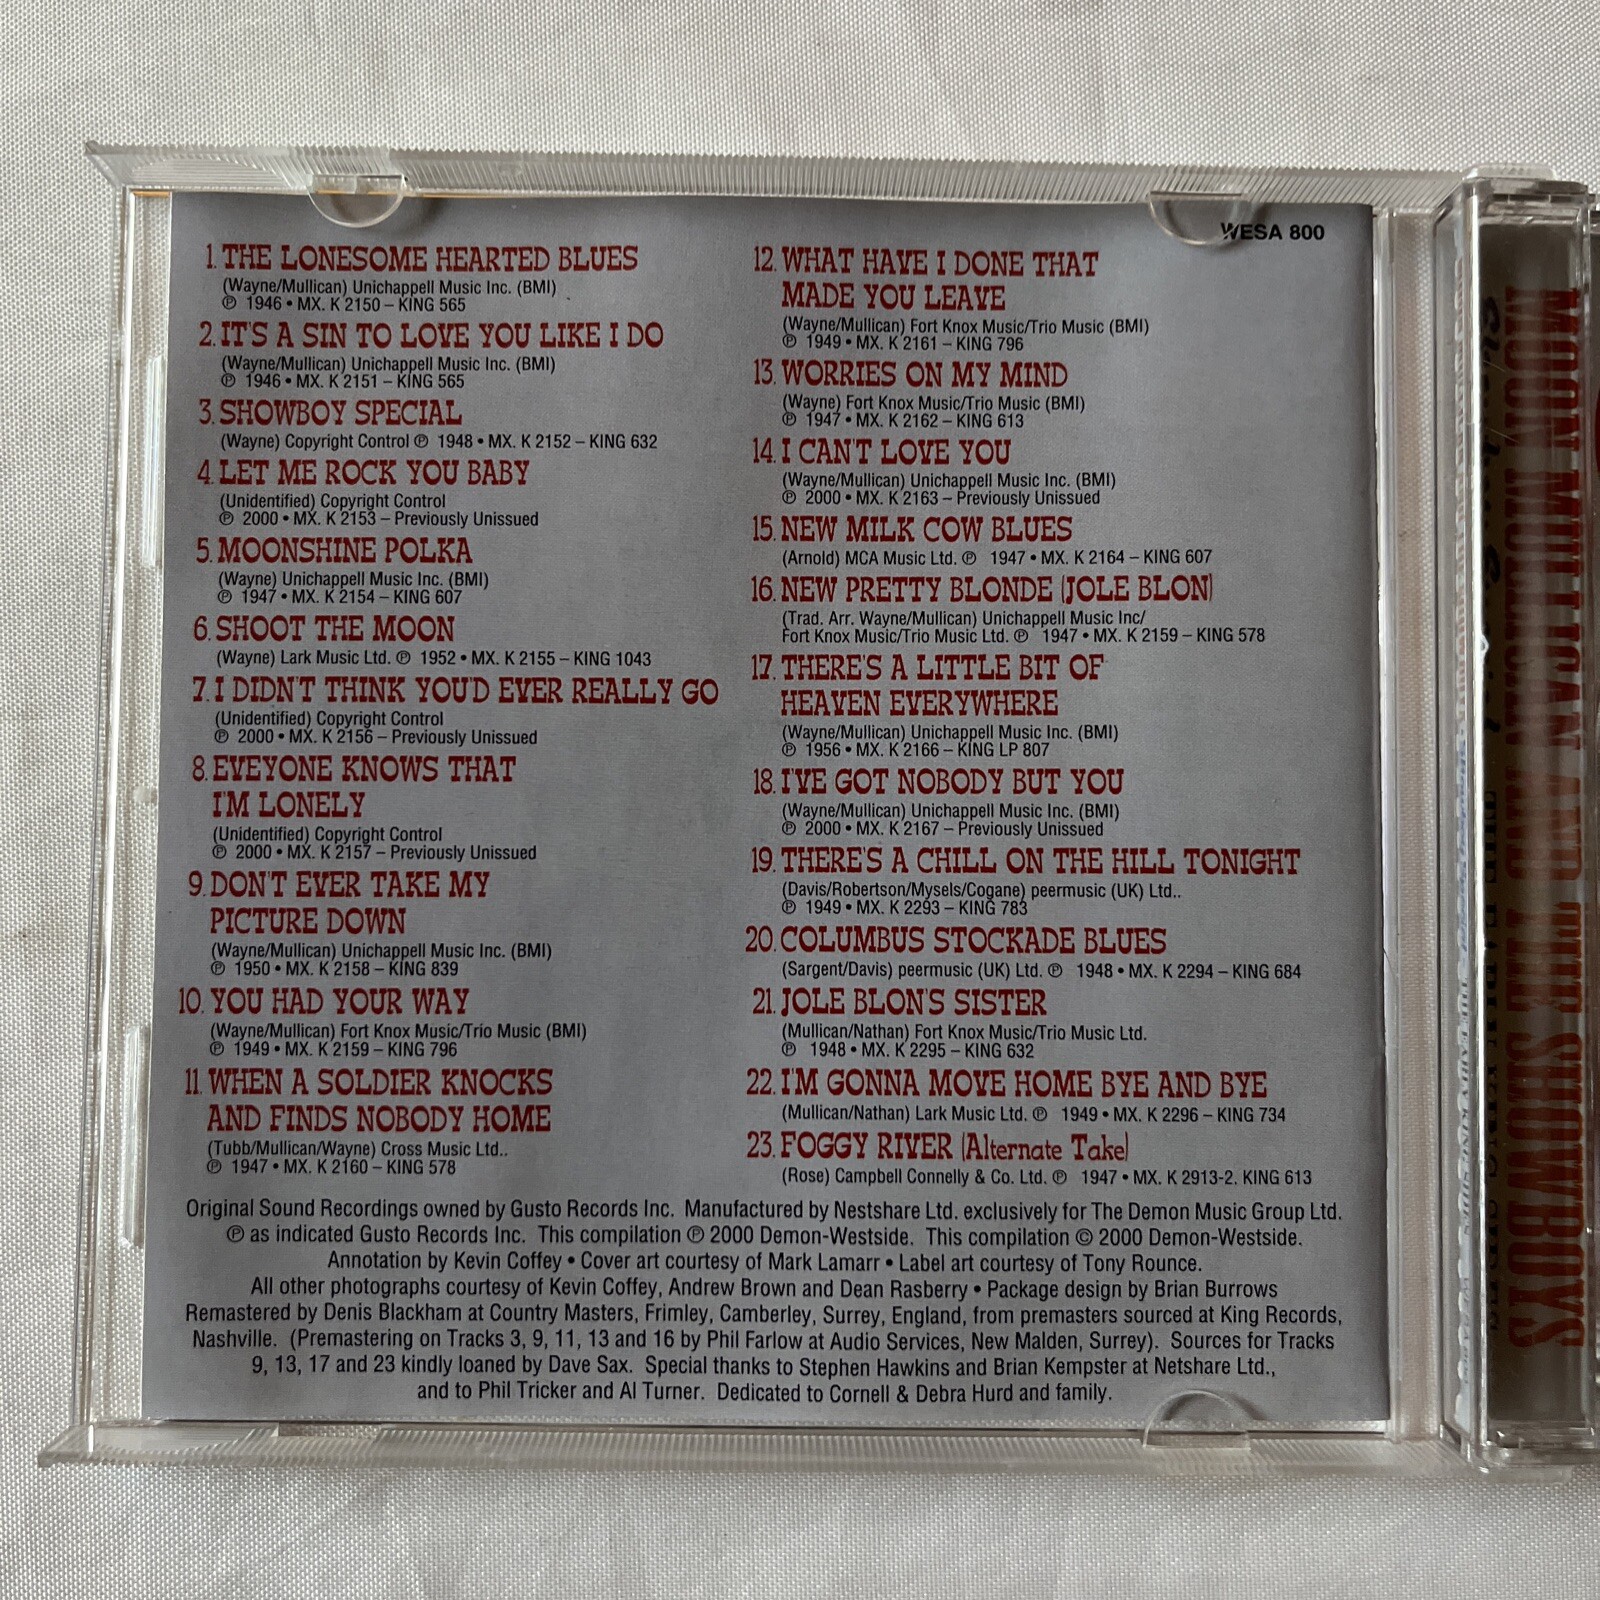 WESA 800
1. THE LONESOME HEARTED BLUES
(Wayne/Mullican) Unichappell Music Inc. (BMI)
℗ 1946 • MX. K 2150 – KING 565
2. IT'S A SIN TO LOVE YOU LIKE I DO
(Wayne/Mullican) Unichappell Music Inc. (BMI)
℗ 1946 • MX. K 2151 – KING 565
3. SHOWBOY SPECIAL
(Wayne) Copyright Control ℗ 1948 • MX. K 2152 – KING 632
4. LET ME ROCK YOU BABY
(Unidentified) Copyright Control
℗ 2000 • MX. K 2153 – Previously Unissued
5. MOONSHINE POLKA
(Wayne) Unichappell Music Inc. (BMI)
℗ 1947 • MX. K 2154 – KING 607
6. SHOOT THE MOON
(Wayne) Lark Music Ltd. ℗ 1952 • MX. K 2155 – KING 1043
7. I DIDN'T THINK YOU'D EVER REALLY GO
(Unidentified) Copyright Control
℗ 2000 • MX. K 2156 – Previously Unissued
8. EVEYONE KNOWS THAT
I'M LONELY
(Unidentified) Copyright Control
℗ 2000 • MX. K 2157 – Previously Unissued
9. DON'T EVER TAKE MY
PICTURE DOWN
(Wayne/Mullican) Unichappell Music Inc. (BMI)
℗ 1950 • MX. K 2158 – KING 839
10. YOU HAD YOUR WAY
(Wayne/Mullican) Fort Knox Music/Trio Music (BMI)
℗ 1949 • MX. K 2159 – KING 796
11. WHEN A SOLDIER KNOCKS
AND FINDS NOBODY HOME
(Tubb/Mullican/Wayne) Cross Music Ltd..
℗ 1947 • MX. K 2160 – KING 578
12. WHAT HAVE I DONE THAT
MADE YOU LEAVE
(Wayne/Mullican) Fort Knox Music/Trio Music (BMI)
℗ 1949 • MX. K 2161 – KING 796
13. WORRIES ON MY MIND
(Wayne) Fort Knox Music/Trio Music (BMI)
℗ 1947 • MX. K 2162 – KING 613
14. I CAN'T LOVE YOU
(Wayne/Mullican) Unichappell Music Inc. (BMI)
℗ 2000 • MX. K 2163 – Previously Unissued
15. NEW MILK COW BLUES
(Arnold) MCA Music Ltd. ℗ 1947 • MX. K 2164 – KING 607
16. NEW PRETTY BLONDE (JOLE BLON)
(Trad. Arr. Wayne/Mullican) Unichappell Music Inc/
Fort Knox Music/Trio Music Ltd. ℗ 1947 • MX. K 2159 – KING 578
17. THERE'S A LITTLE BIT OF
HEAVEN EVERYWHERE
(Wayne/Mullican) Unichappell Music Inc. (BMI)
℗ 1956 • MX. K 2166 – KING LP 807
18. I'VE GOT NOBODY BUT YOU
(Wayne/Mullican) Unichappell Music Inc. (BMI)
℗ 2000 • MX. K 2167 – Previously Unissued
19. THERE'S A CHILL ON THE HILL TONIGHT
(Davis/Robertson/Mysels/Cogane) peermusic (UK) Ltd..
℗ 1949 • MX. K 2293 – KING 783
20. COLUMBUS STOCKADE BLUES
(Sargent/Davis) peermusic (UK) Ltd. ℗ 1948 • MX. K 2294 – KING 684
21. JOLE BLON'S SISTER
(Mullican/Nathan) Fort Knox Music/Trio Music Ltd.
℗ 1948 • MX. K 2295 – KING 632
22. I'M GONNA MOVE HOME BYE AND BYE
(Mullican/Nathan) Lark Music Ltd. ℗ 1949 • MX. K 2296 – KING 734
23. FOGGY RIVER (Alternate Take)
(Rose) Campbell Connelly & Co. Ltd. ℗ 1947 • MX. K 2913-2. KING 613
Original Sound Recordings owned by Gusto Records Inc. Manufactured by Nestshare Ltd. exclusively for The Demon Music Group Ltd.
℗ as indicated Gusto Records Inc. This compilation ℗ 2000 Demon-Westside. This compilation © 2000 Demon-Westside.
Annotation by Kevin Coffey • Cover art courtesy of Mark Lamarr • Label art courtesy of Tony Rounce.
All other photographs courtesy of Kevin Coffey, Andrew Brown and Dean Rasberry • Package design by Brian Burrows
Remastered by Denis Blackham at Country Masters, Frimley, Camberley, Surrey, England, from premasters sourced at King Records,
Nashville. (Premastering on Tracks 3, 9, 11, 13 and 16 by Phil Farlow at Audio Services, New Malden, Surrey). Sources for Tracks
9, 13, 17 and 23 kindly loaned by Dave Sax. Special thanks to Stephen Hawkins and Brian Kempster at Netshare Ltd.,
and to Phil Tricker and Al Turner. Dedicated to Cornell & Debra Hurd and family.
MOON MULLICAN AND THE SHOWBOYS